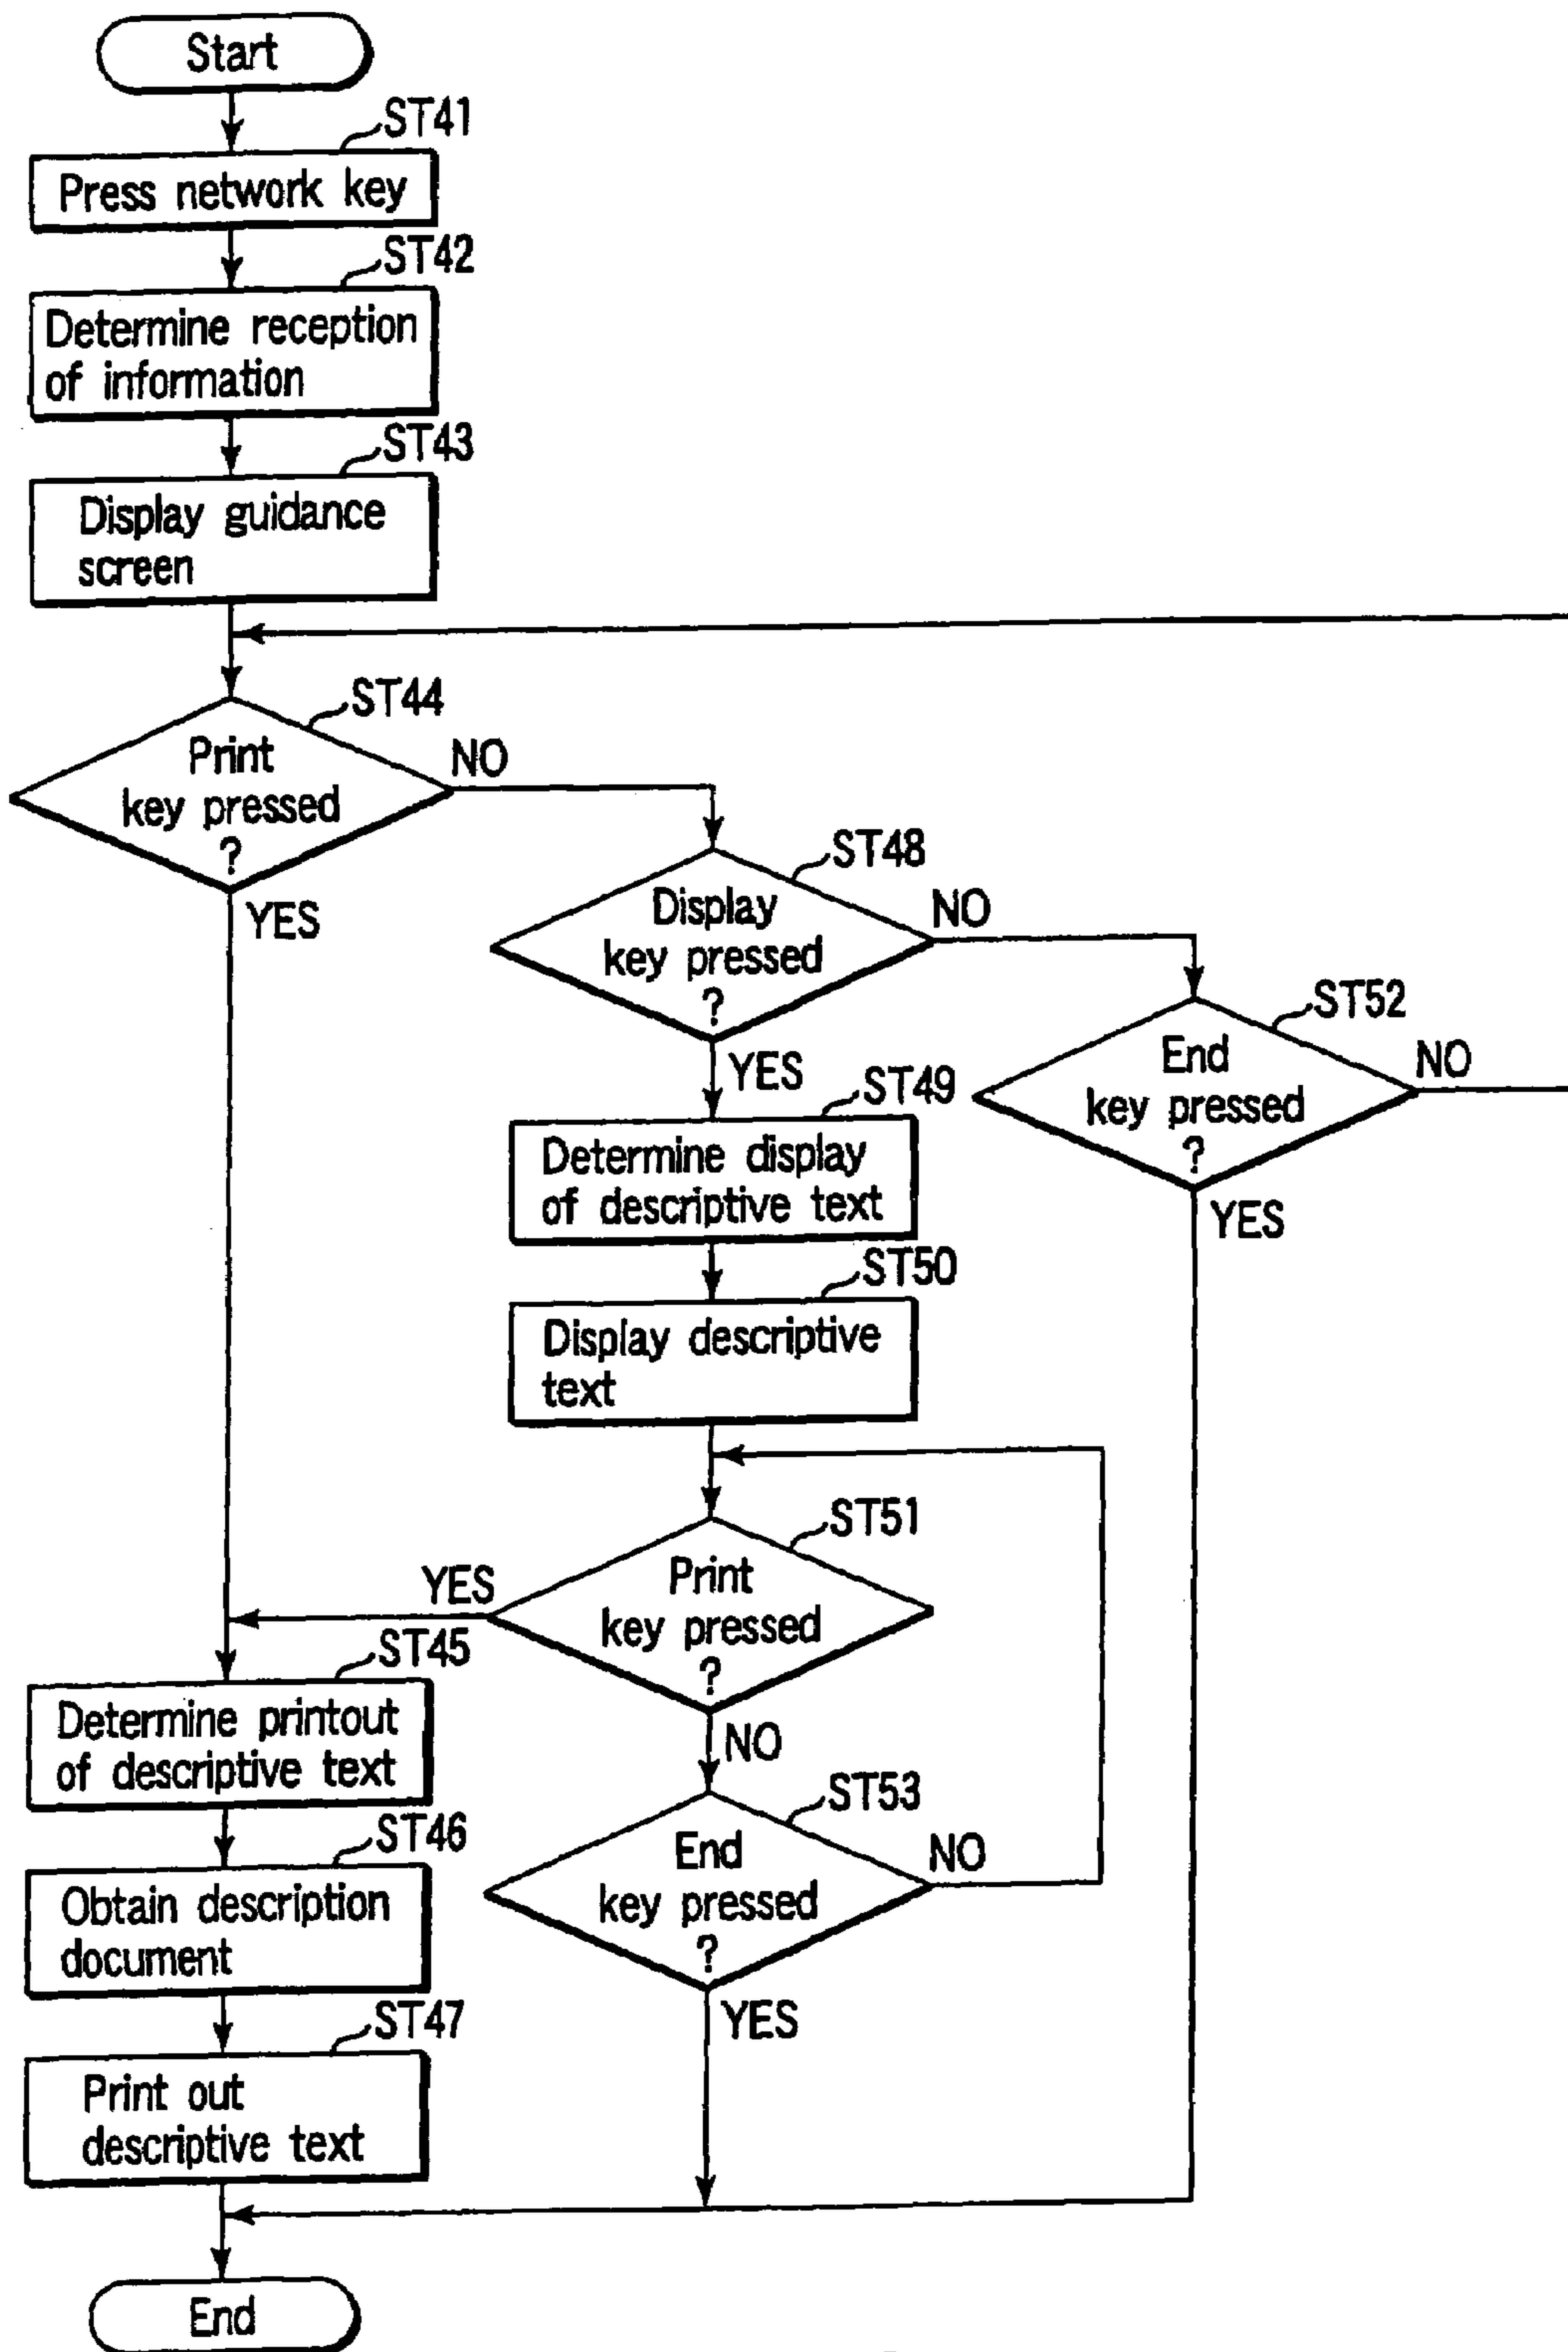 Start
ST41
Press network key
ST42
Determine reception
of information
ST43
Display guidance
screen
ST44
Print
key pressed
?
NO
YES
ST48
Display
key pressed
?
NO
YES
ST52
End
key pressed
?
NO
YES
ST49
Determine display
of descriptive text
ST50
Display descriptive
text
ST51
Print
key pressed
?
YES
NO
ST45
Determine printout
of descriptive text
ST53
End
key pressed
?
NO
YES
ST46
Obtain description
document
ST47
Print out
descriptive text
End